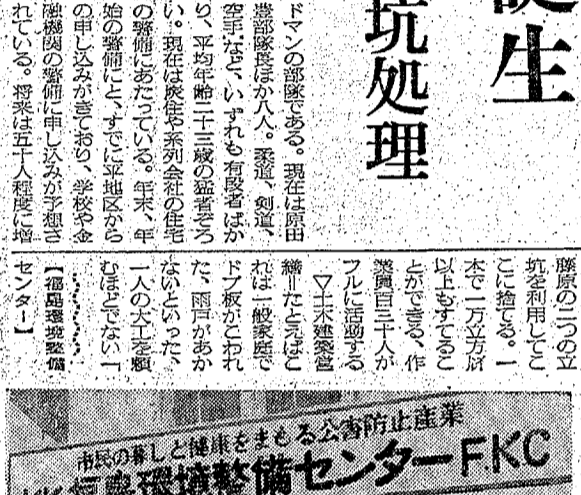 誕生
坑処理
ドマンの部隊である。現在は原田
豊部隊長ほか八人。柔道、剣道、
空手など、いずれも有段者ばか
り、平均年齢二十三歳の猛者ぞろ
い。現在は炭住や系列会社の住宅
の警備にあたっている。年末、年
始の警備にと、すでに平地区から
の申し込みがきており、学校や金
融機関の警備に申し込みが予想さ
れている。将来は五十人程度に増
藤原の二つの立
坑を利用してこ
こに捨てる。一
本で一万立方㍍
以上もすてるこ
とができる、作
業員百三十人が
フルに活動する
▽土木建築営
繕=たとえばこ
れは一般家庭で
ドブ板がこわれ
た、雨戸があか
ないといった、
一人の大工を頼
むほどでない一
【福島環境整備
センター】
市民の暮しと健康をまもる公害防止産業
福島環境整備センターF.K.C